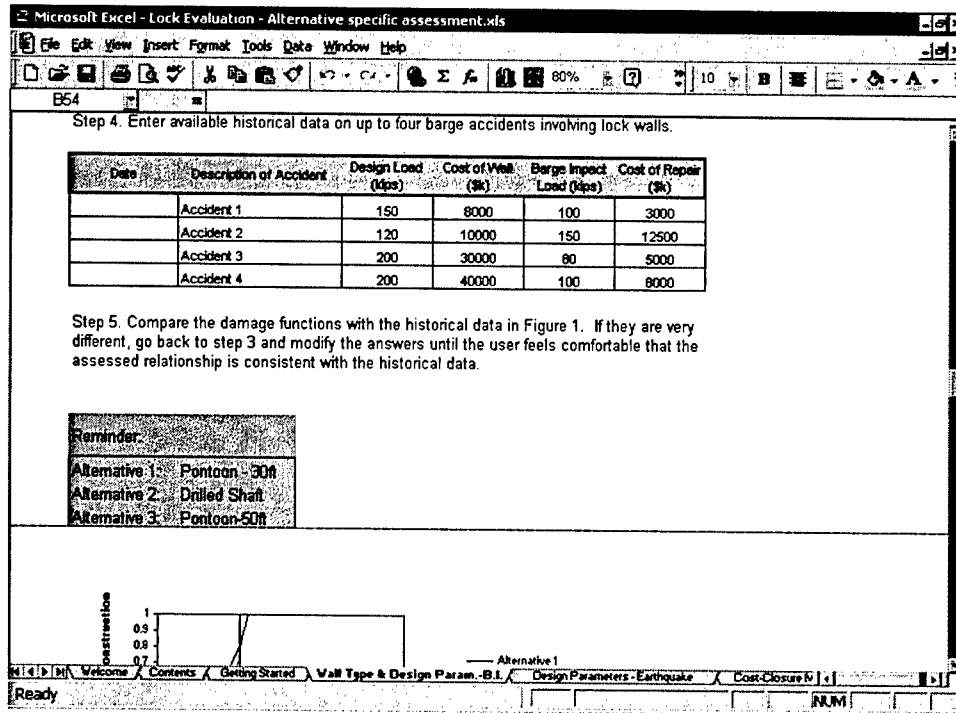 Microsoft Excel - Lock Evaluation - Alternative specific assessment.xls
File Edit View Insert Format Tools Data Window Help
80% 10 B A
B54 =
Step 4. Enter available historical data on up to four barge accidents involving lock walls.
Date Description of Accident Design Load (kips) Cost of Wall ($k) Barge Impact Load (kips) Cost of Repair ($k)
Accident 1 150 8000 100 3000
Accident 2 120 10000 150 12500
Accident 3 200 30000 80 5000
Accident 4 200 40000 100 8000
Step 5. Compare the damage functions with the historical data in Figure 1. If they are very
different, go back to step 3 and modify the answers until the user feels comfortable that the
assessed relationship is consistent with the historical data.
Reminder:
Alternative 1: Pontoon - 30ft
Alternative 2: Drilled Shaft
Alternative 3: Pontoon-50ft
onstruction
1
0.9
0.8
0.7
Alternative 1
Welcome Contents Getting Started Wall Type & Design Param.-B.I. Design Parameters - Earthquake Cost-Closure
Ready NUM